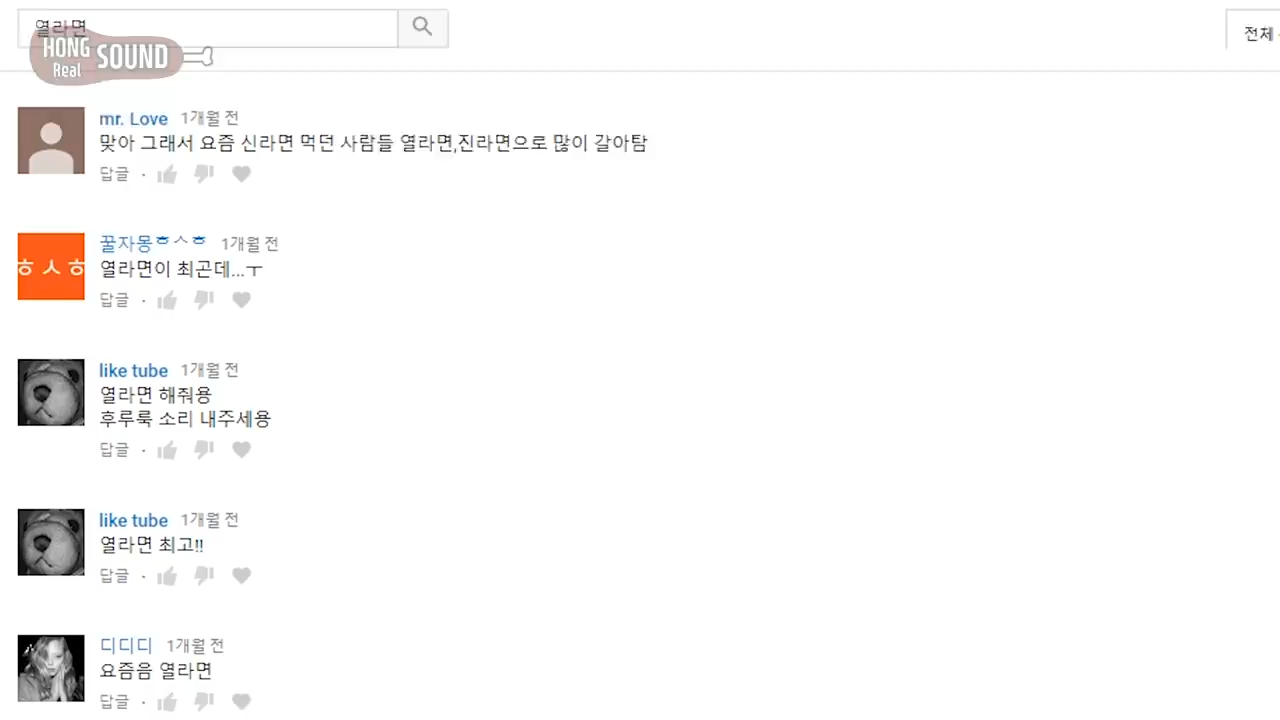 열라면
HONG
Real
SOUND
전체
mr. Love 1개월 전
맞아 그래서 요즘 신라면 먹던 사람들 열라면,진라면으로 많이 갈아탐
답글 ·
꿀자몽ᄒᄉᄒ 1개월 전
ㅎㅅㅎ
열라면이 최곤데...ㅜ
답글 ·
like tube 1개월 전
열라면 해줘용
후루룩 소리 내주세용
답글 ·
like tube 1개월 전
열라면 최고!!
답글 ·
디디디 1개월 전
요즘음 열라면
답글 ·